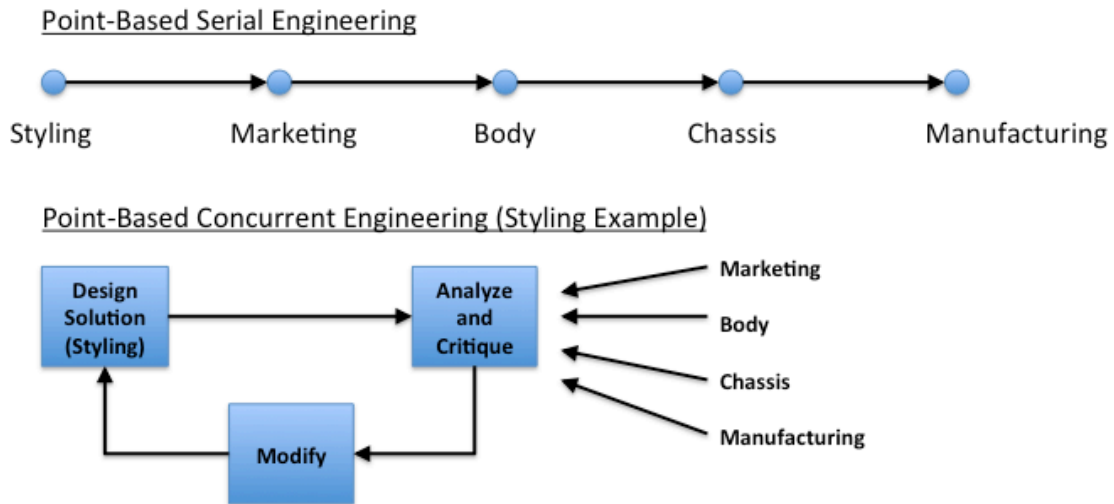 Point-Based Serial Engineering
Styling
Marketing
Body
Chassis
Manufacturing
Point-Based Concurrent Engineering (Styling Example)
Design
Solution
(Styling)
Analyze
and
Critique
Marketing
Body
Chassis
Manufacturing
Modify